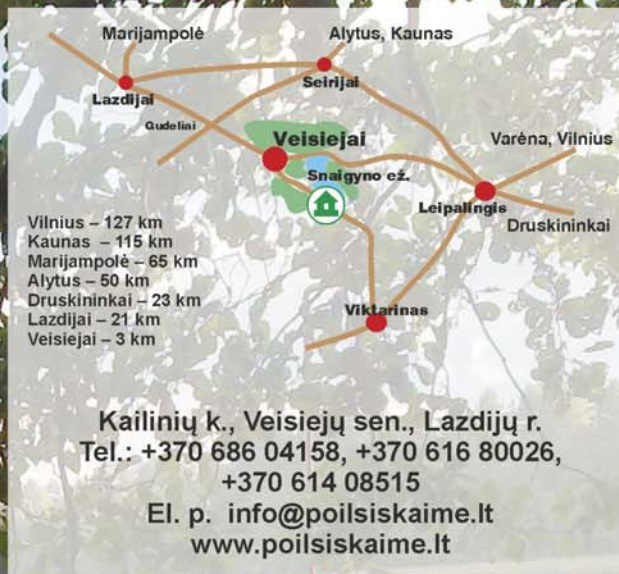 Marijampolė
Alytus, Kaunas
Seirijai
Lazdijai
Gudeliai
Veisiejai
Varėna, Vilnius
Snaigyno ež.
Leipalingis
Druskininkai
Vilnius – 127 km
Kaunas – 115 km
Marijampolė – 65 km
Alytus – 50 km
Druskininkai – 23 km
Lazdijai – 21 km
Veisiejai – 3 km
Viktarinas
Kailinių k., Veisiejų sen., Lazdijų r.
Tel.: +370 686 04158, +370 616 80026,
+370 614 08515
El. p. info@poilsiskaime.lt
www.poilsiskaime.lt